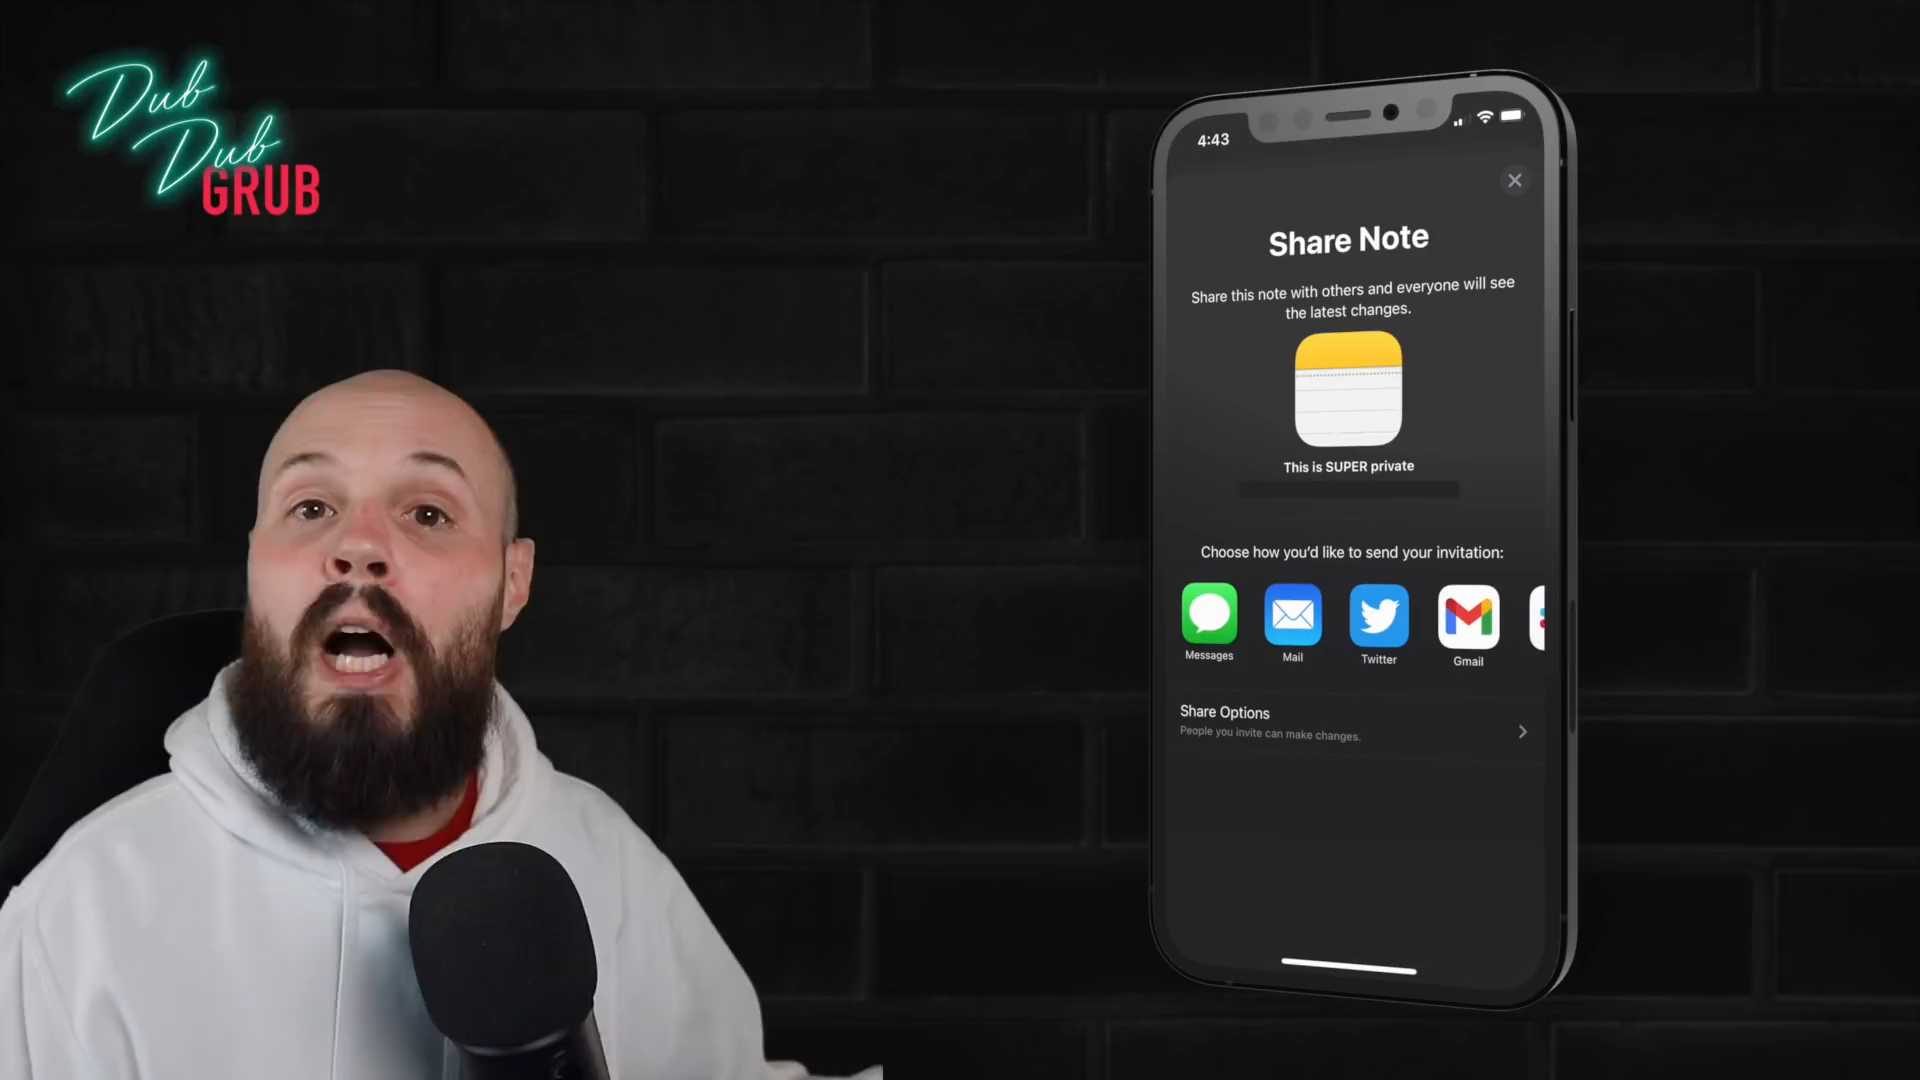 Dub
Dub
GRUB
4:43
Share Note
Share this note with others and everyone will see
the latest changes.
This is SUPER private
Choose how you'd like to send your invitation:
Messages
Mail
Twitter
Gmail
Share Options
People you invite can make changes.